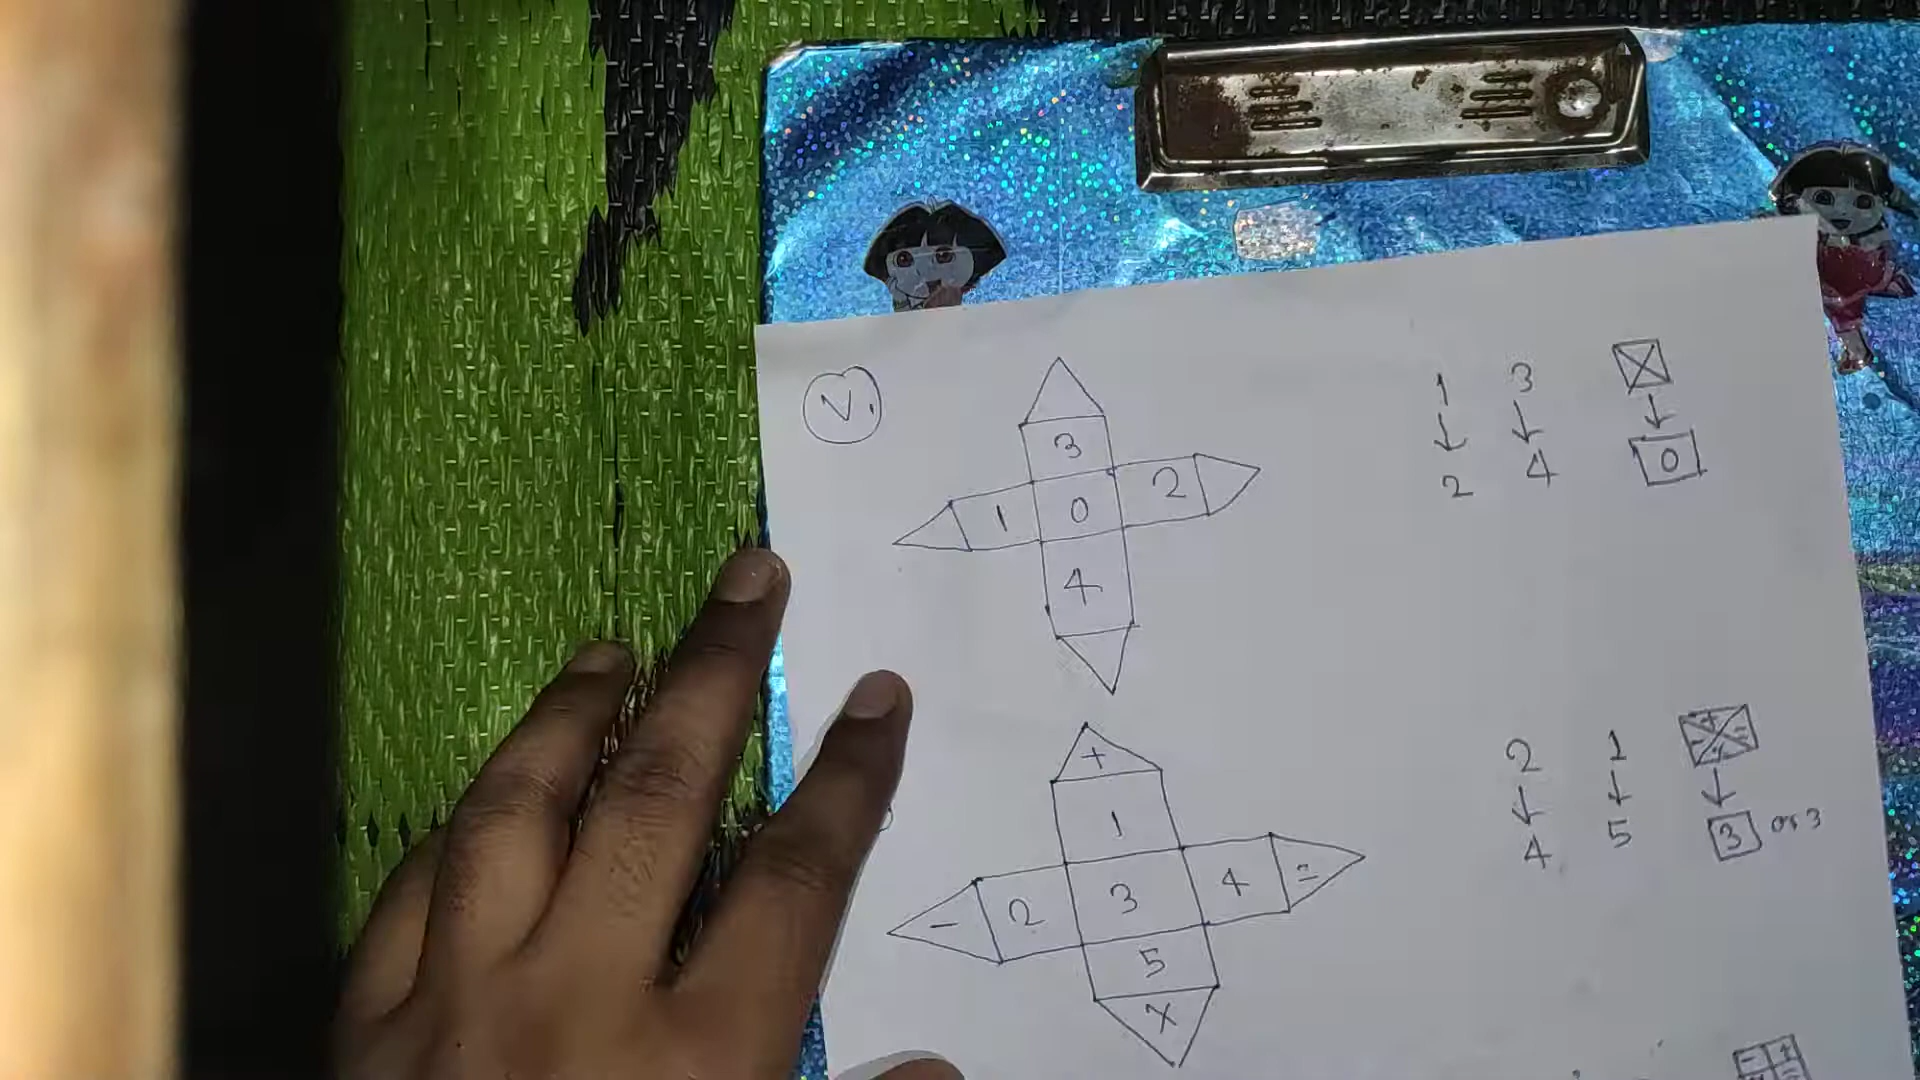 V.
3
1 0 2
4
1 3
↓ ↓ ↓
2 4 0
+
1
- 2 3 4 =
5
×
2 1 + - = ×
↓ ↓ ↓
4 5 3 or 3
- +